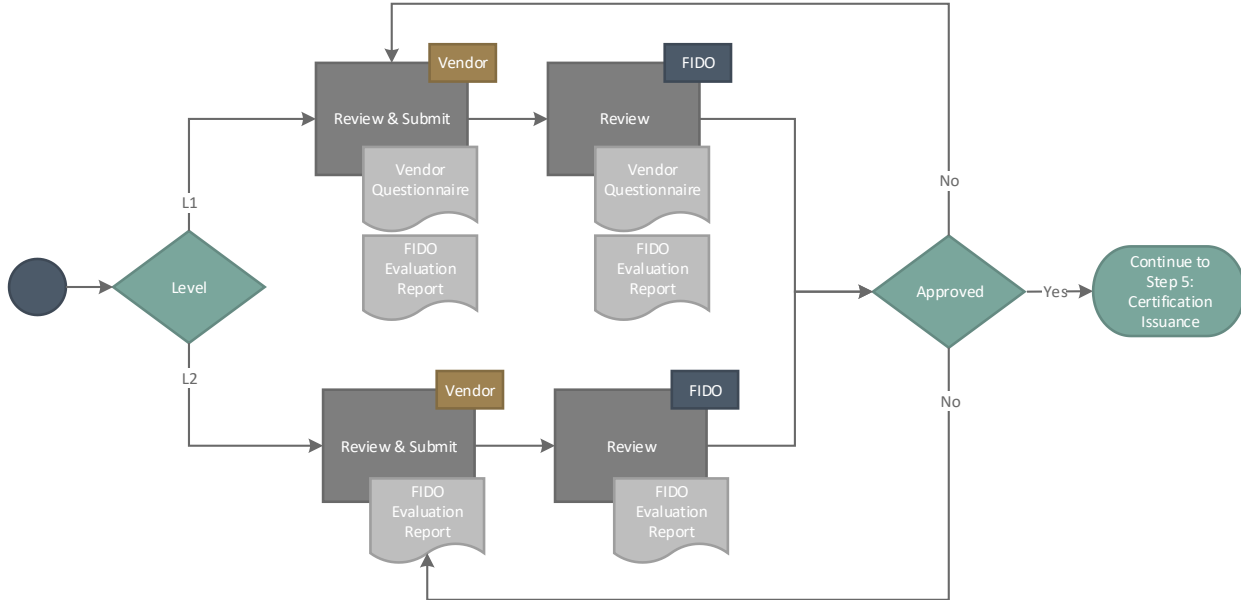 Vendor
FIDO
Review & Submit
Review
Vendor
Questionnaire
Vendor
Questionnaire
No
L1
FIDO
Evaluation
Report
FIDO
Evaluation
Report
Level
Approved
Yes
Continue to
Step 5:
Certification
Issuance
L2
Vendor
FIDO
No
Review & Submit
Review
FIDO
Evaluation
Report
FIDO
Evaluation
Report